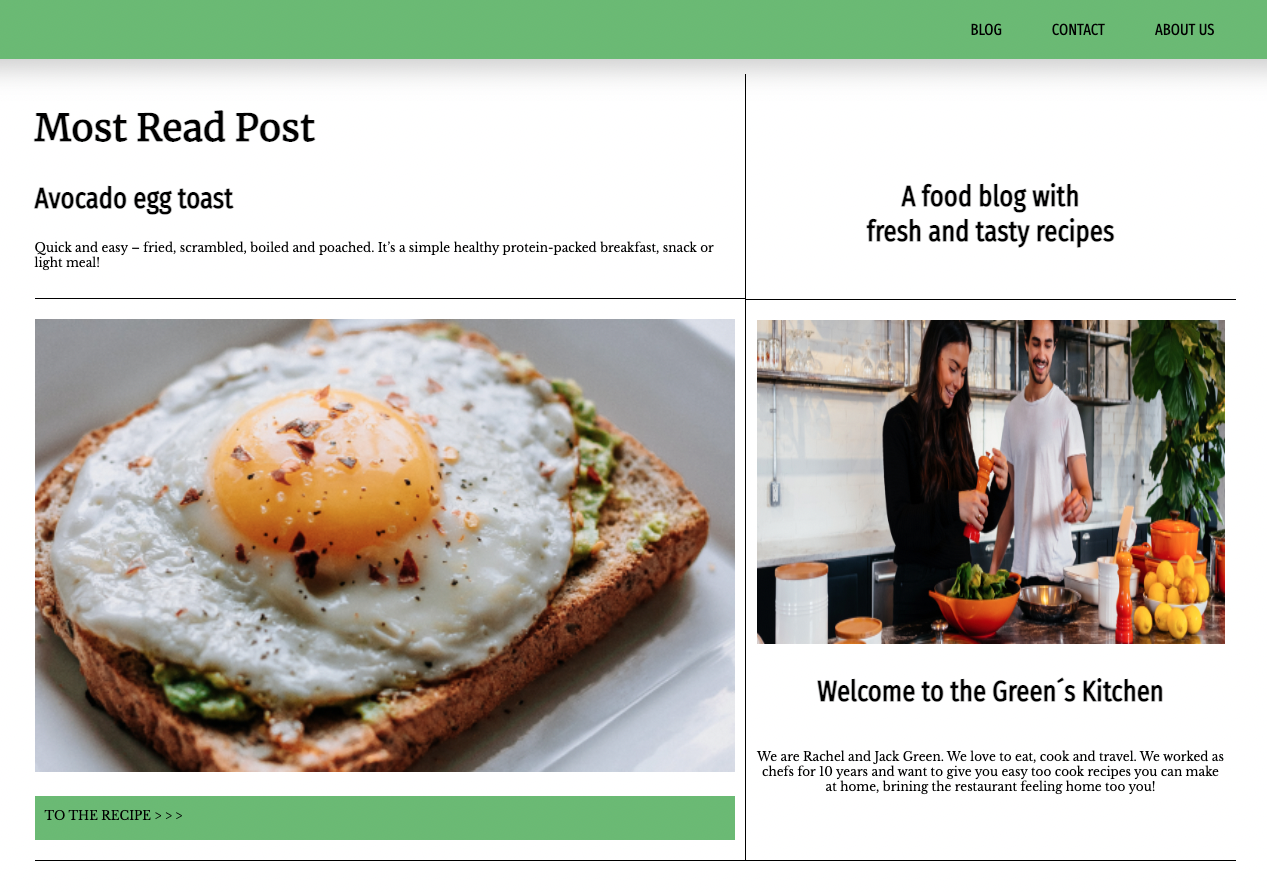 BLOG CONTACT ABOUT US
Most Read Post
Avocado egg toast
Quick and easy – fried, scrambled, boiled and poached. It’s a simple healthy protein-packed breakfast, snack or
light meal!
TO THE RECIPE > > >
A food blog with
fresh and tasty recipes
Welcome to the Green´s Kitchen
We are Rachel and Jack Green. We love to eat, cook and travel. We worked as
chefs for 10 years and want to give you easy too cook recipes you can make
at home, brining the restaurant feeling home too you!